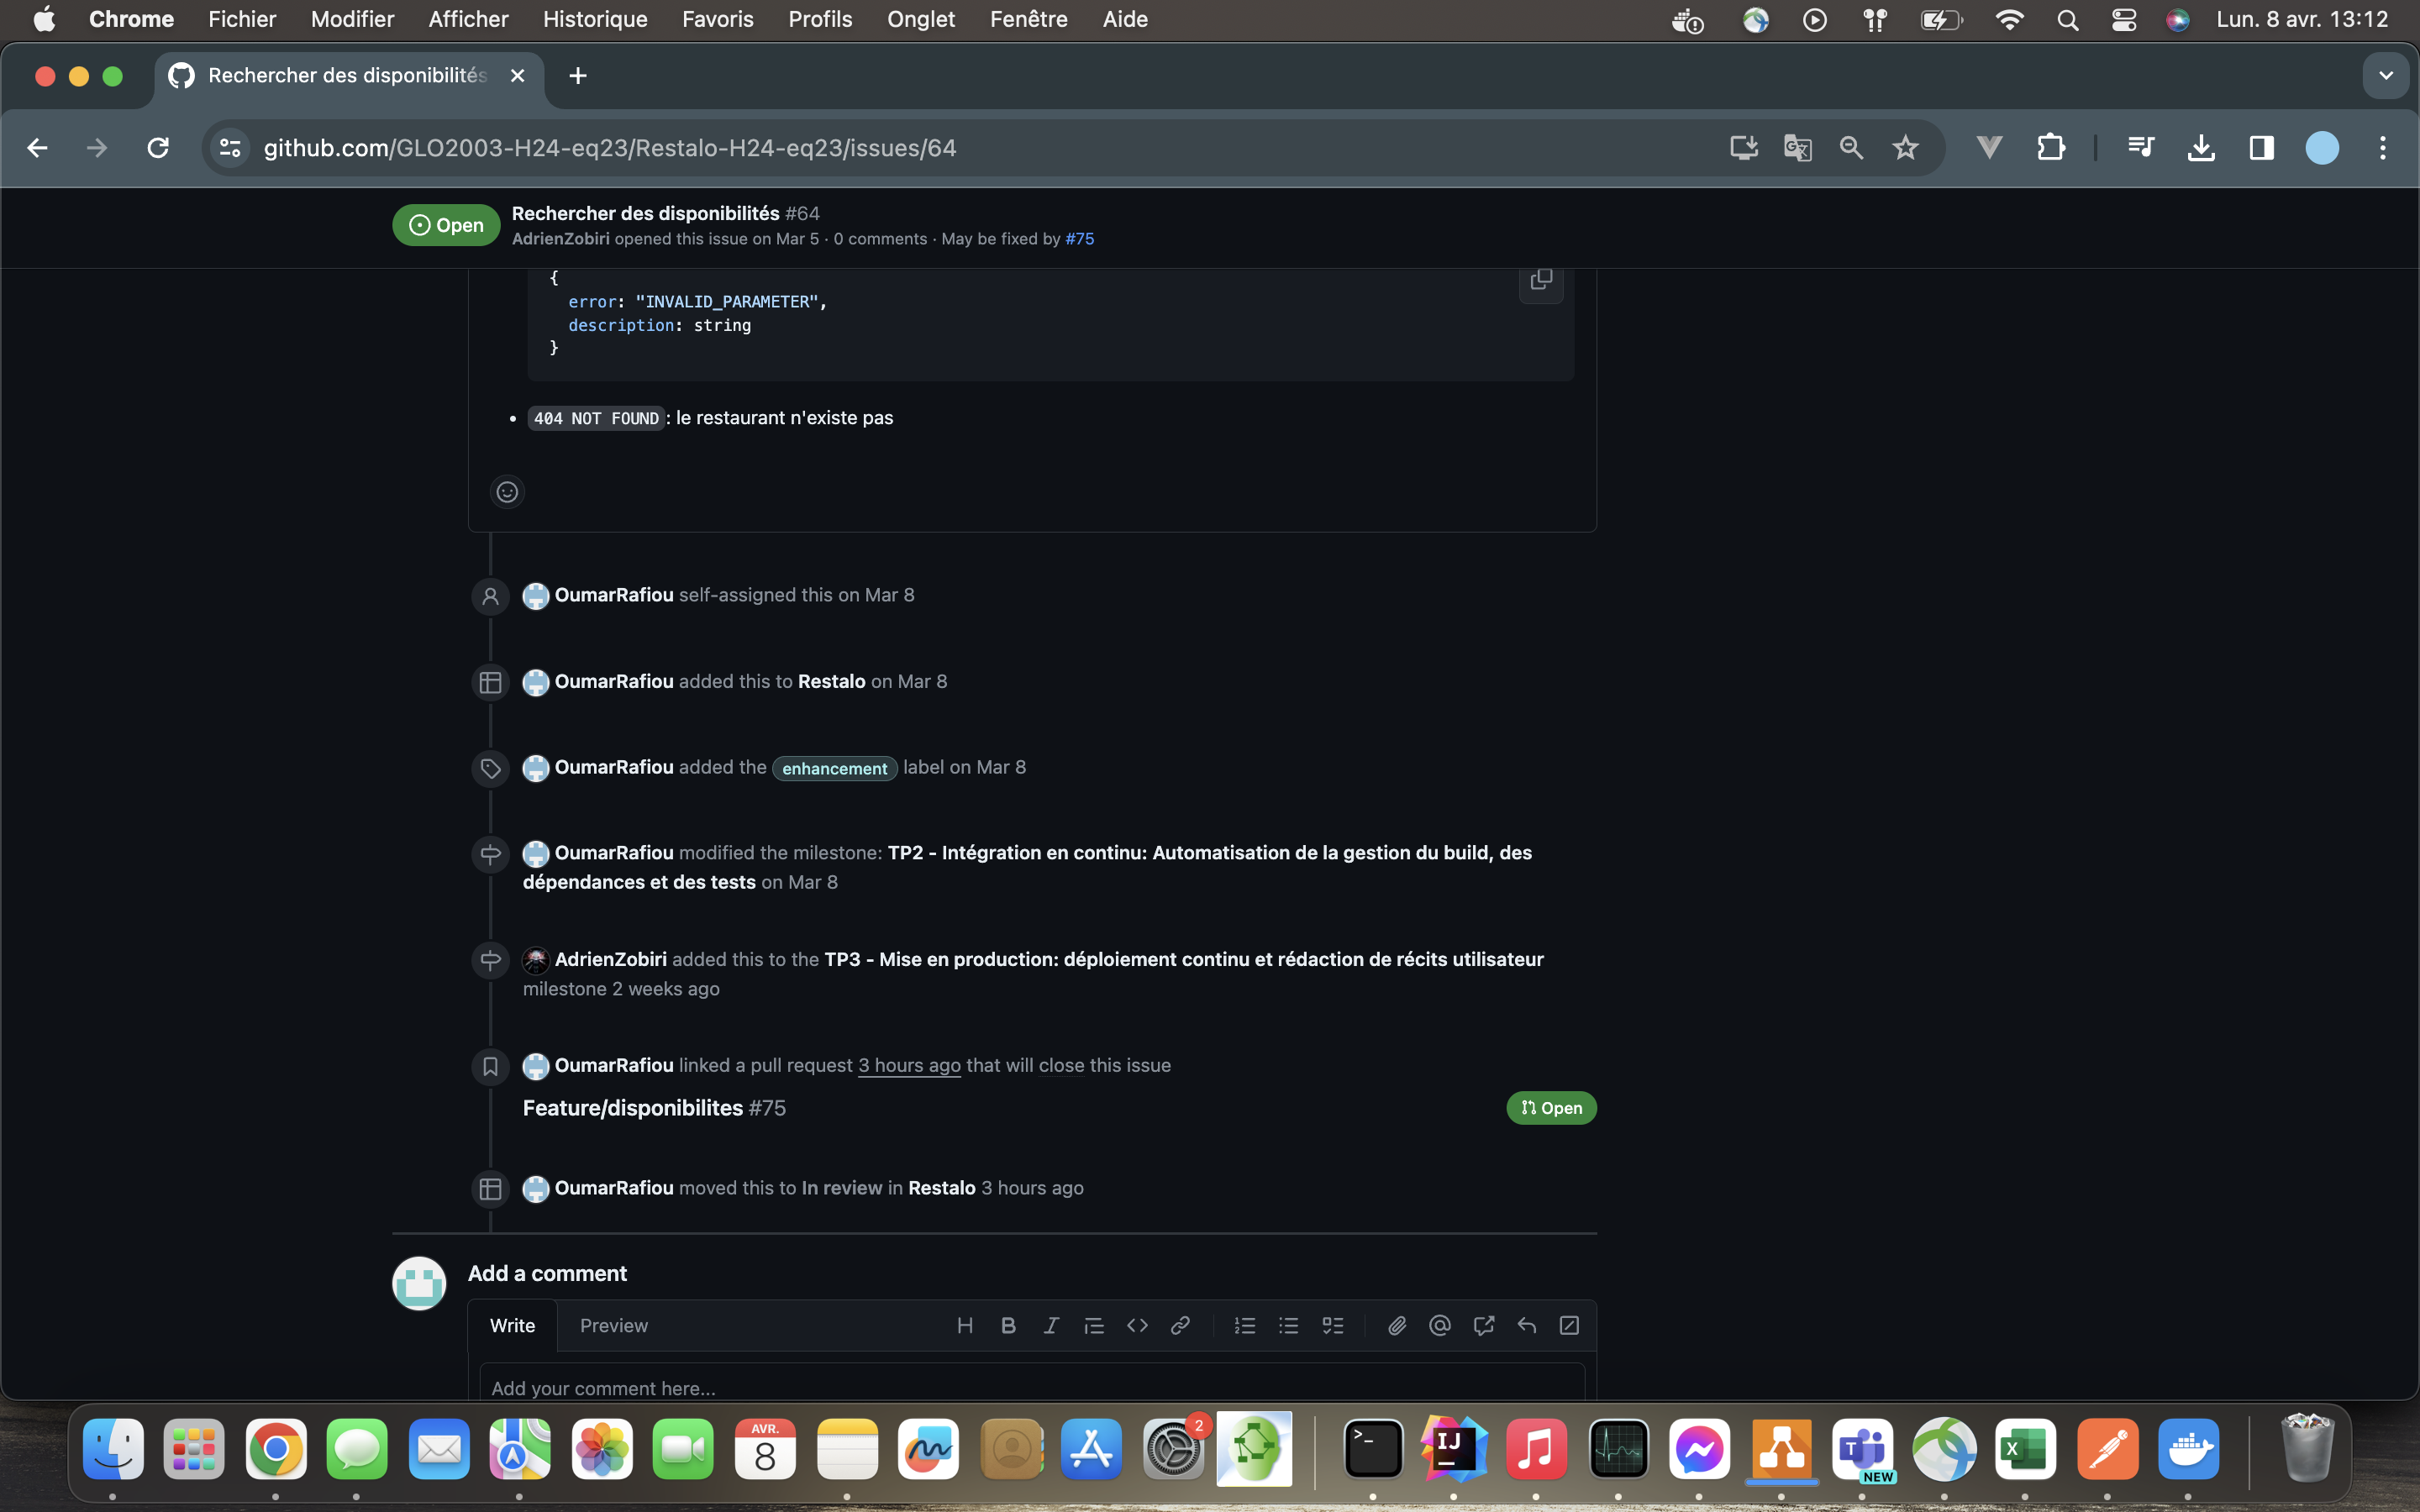 Chrome Fichier Modifier Afficher Historique Favoris Profils Onglet Fenêtre Aide Lun. 8 avr. 13:12
Rechercher des disponibilités
github.com/GLO2003-H24-eq23/Restalo-H24-eq23/issues/64
Open
Rechercher des disponibilités #64
AdrienZobiri opened this issue on Mar 5 · 0 comments · May be fixed by #75
{
error: "INVALID_PARAMETER",
description: string
}
• 404 NOT FOUND : le restaurant n'existe pas
OumarRafiou self-assigned this on Mar 8
OumarRafiou added this to Restalo on Mar 8
OumarRafiou added the enhancement label on Mar 8
OumarRafiou modified the milestone: TP2 - Intégration en continu: Automatisation de la gestion du build, des
dépendances et des tests on Mar 8
AdrienZobiri added this to the TP3 - Mise en production: déploiement continu et rédaction de récits utilisateur
milestone 2 weeks ago
OumarRafiou linked a pull request 3 hours ago that will close this issue
Feature/disponibilites #75
Open
OumarRafiou moved this to In review in Restalo 3 hours ago
Add a comment
Write Preview
Add your comment here...
AVR.
8
2
>_
IJ
T
NEW
X